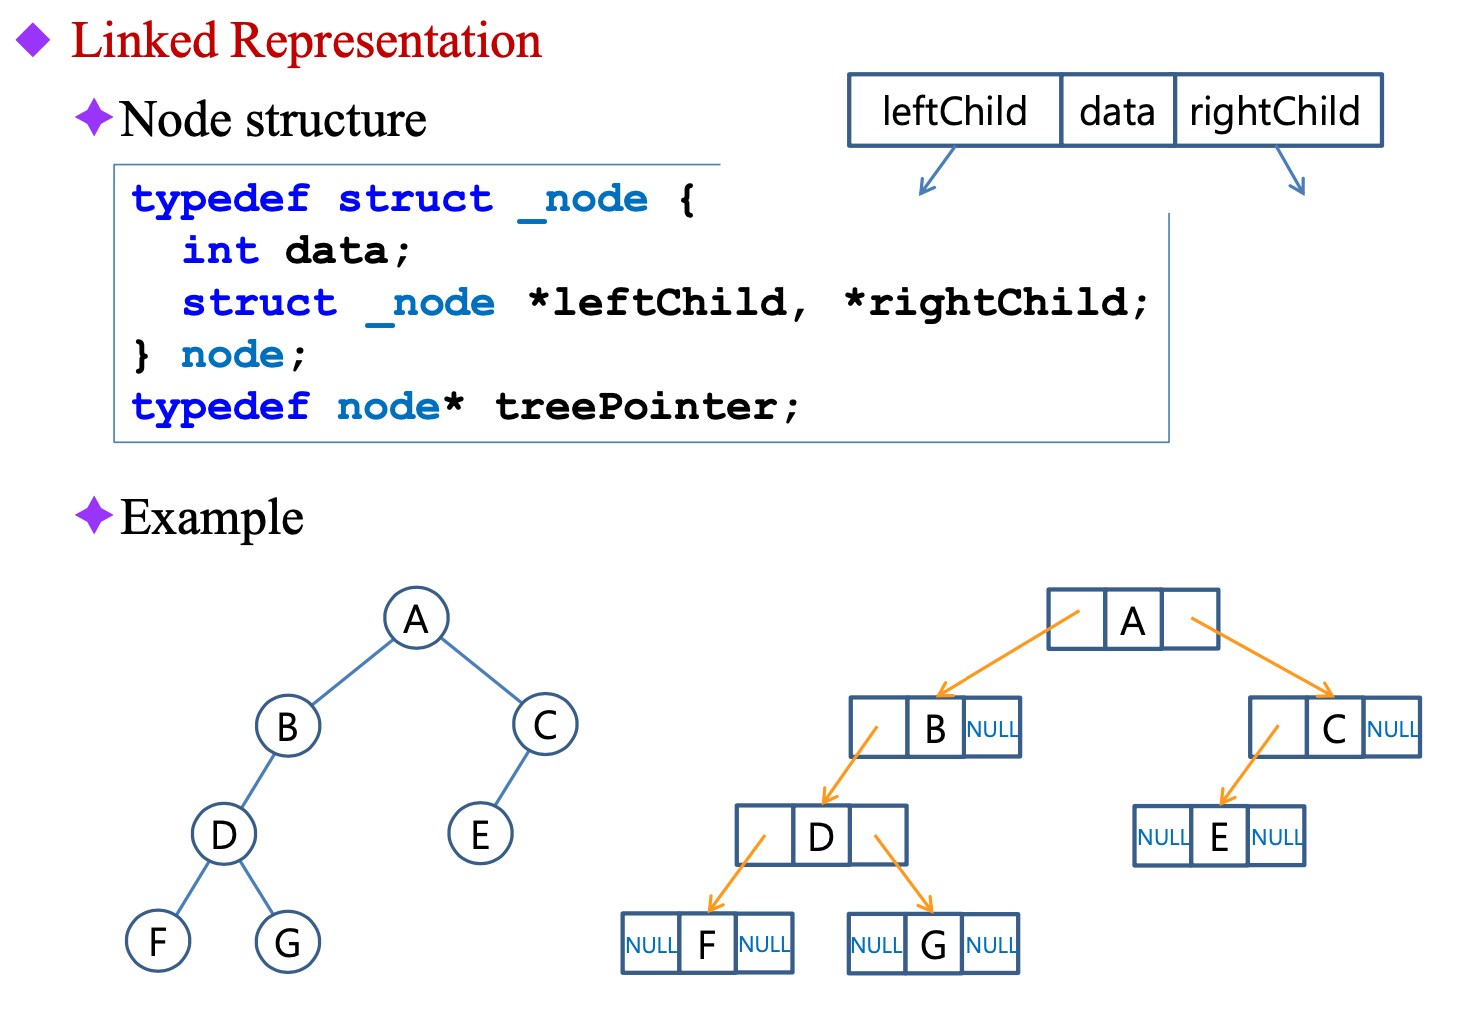 Linked Representation
Node structure
leftChild data rightChild
typedef struct _node {
int data;
struct _node *leftChild, *rightChild;
} node;
typedef node* treePointer;
Example
A
B C
D E
F G
A
B NULL
C NULL
D
NULL E NULL
NULL F NULL
NULL G NULL